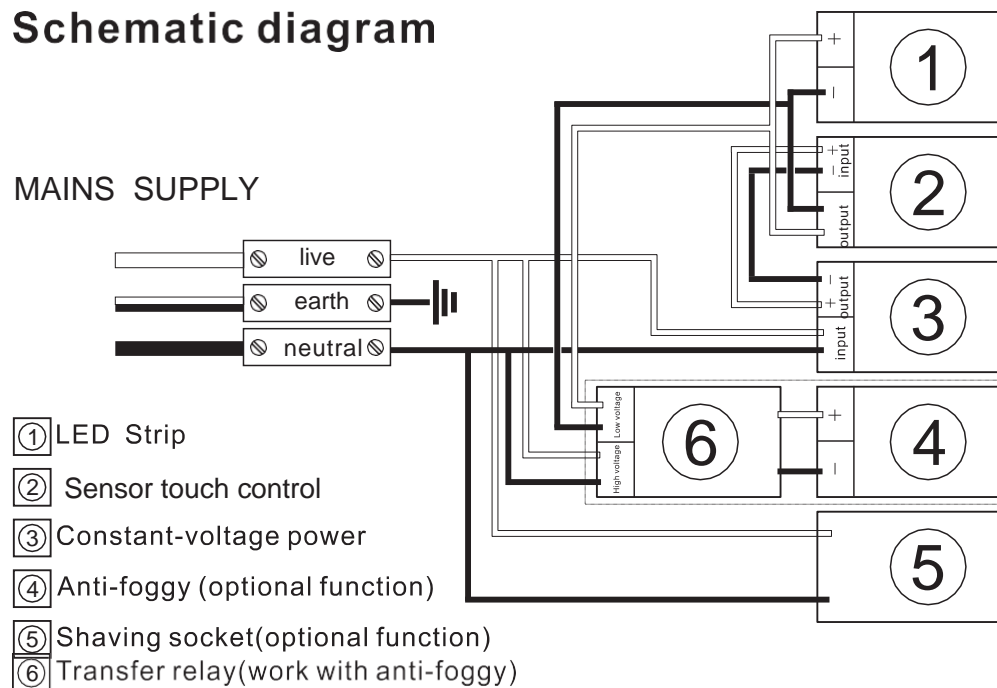 Schematic diagram
MAINS SUPPLY
live
earth
neutral
+
−
1
+
−
input
output
2
−
+
output
input
3
Low voltage
High voltage
6
+
−
4
5
1 LED Strip
2 Sensor touch control
3 Constant-voltage power
4 Anti-foggy (optional function)
5 Shaving socket(optional function)
6 Transfer relay(work with anti-foggy)